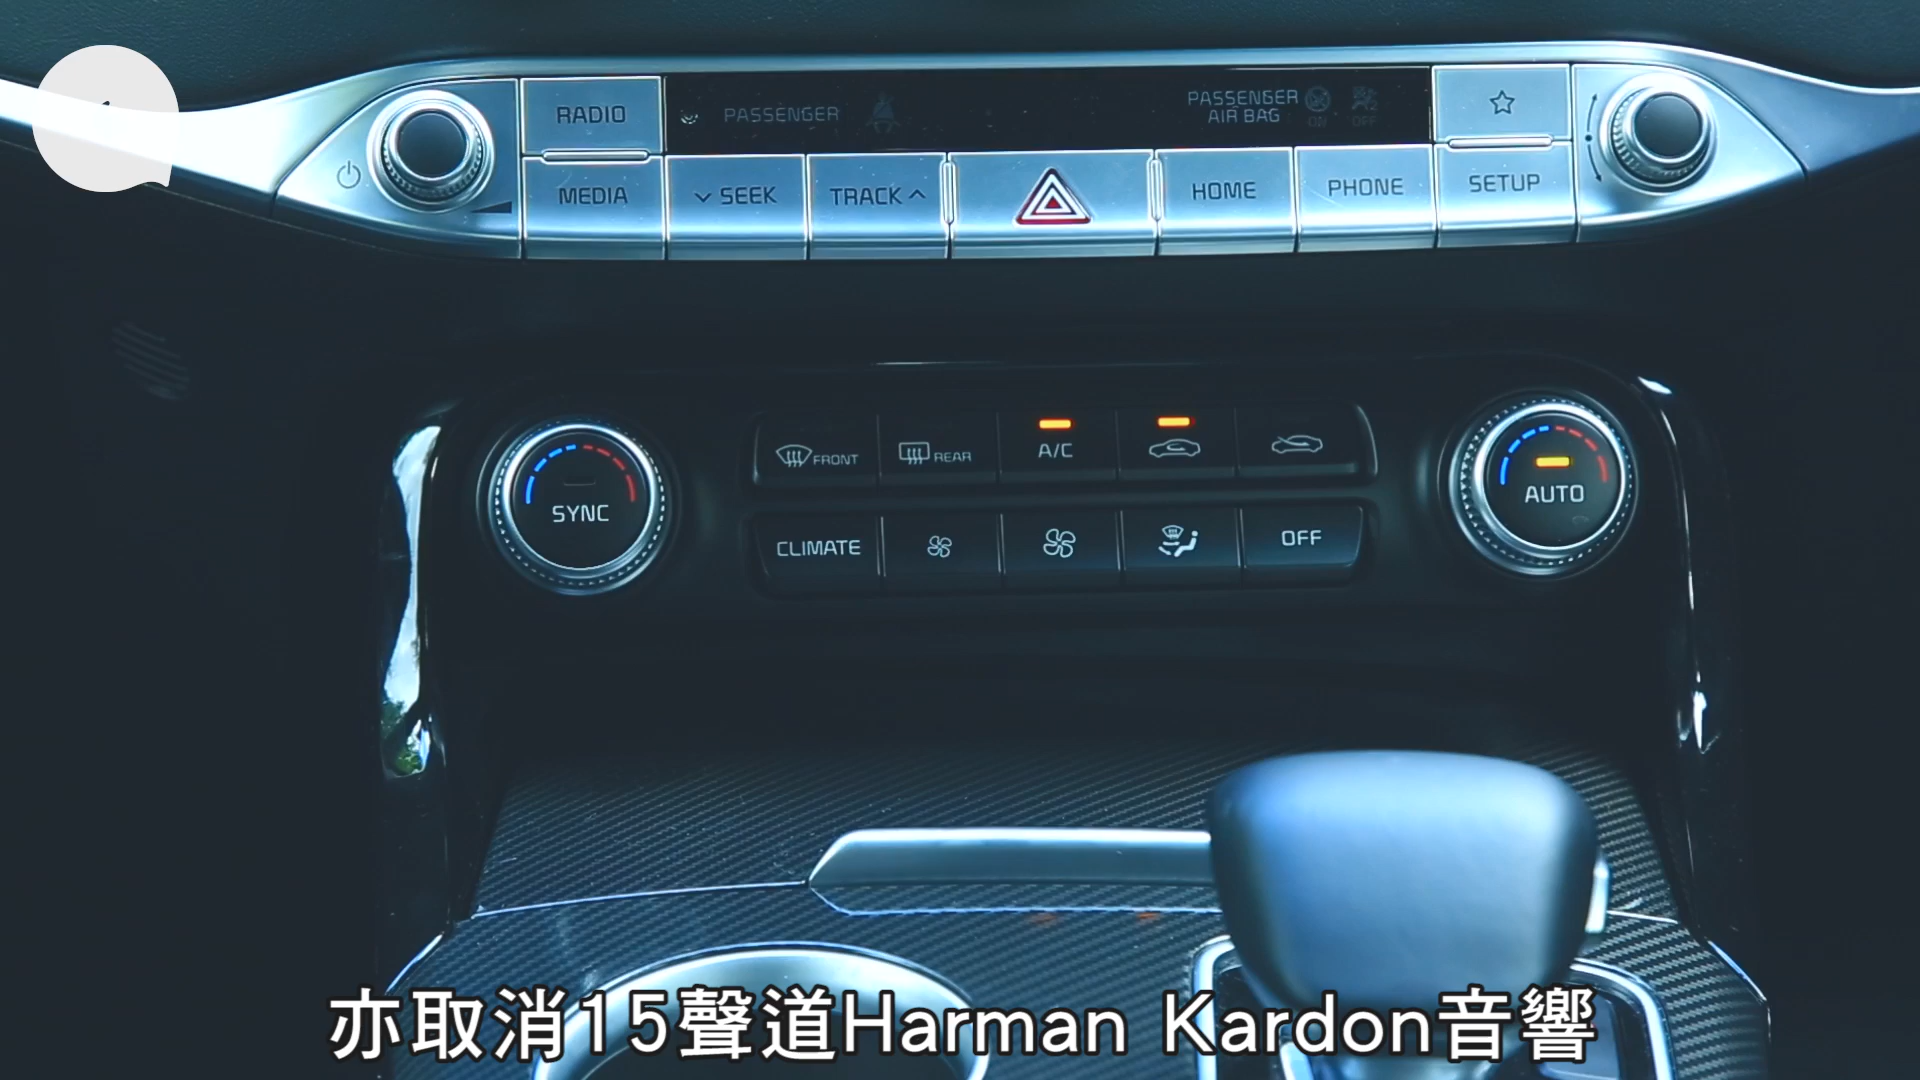 RADIO
PASSENGER
PASSENGER
AIR BAG
ON
OFF
MEDIA
SEEK
TRACK
HOME
PHONE
SETUP
FRONT
REAR
A/C
SYNC
AUTO
CLIMATE
OFF
亦取消15聲道Harman Kardon音響